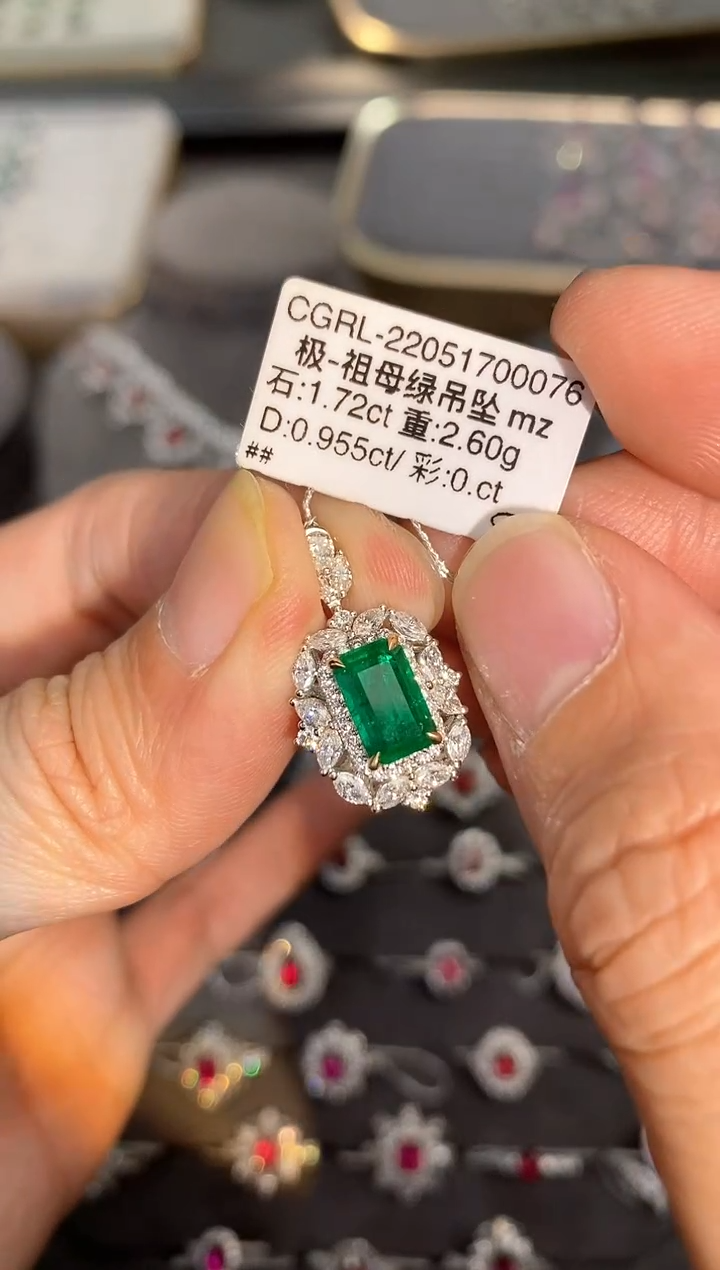 CGRL-22051700076
极-祖母绿吊坠 mz
石:1.72ct 重:2.60g
D:0.955ct/ 彩:0.ct
##